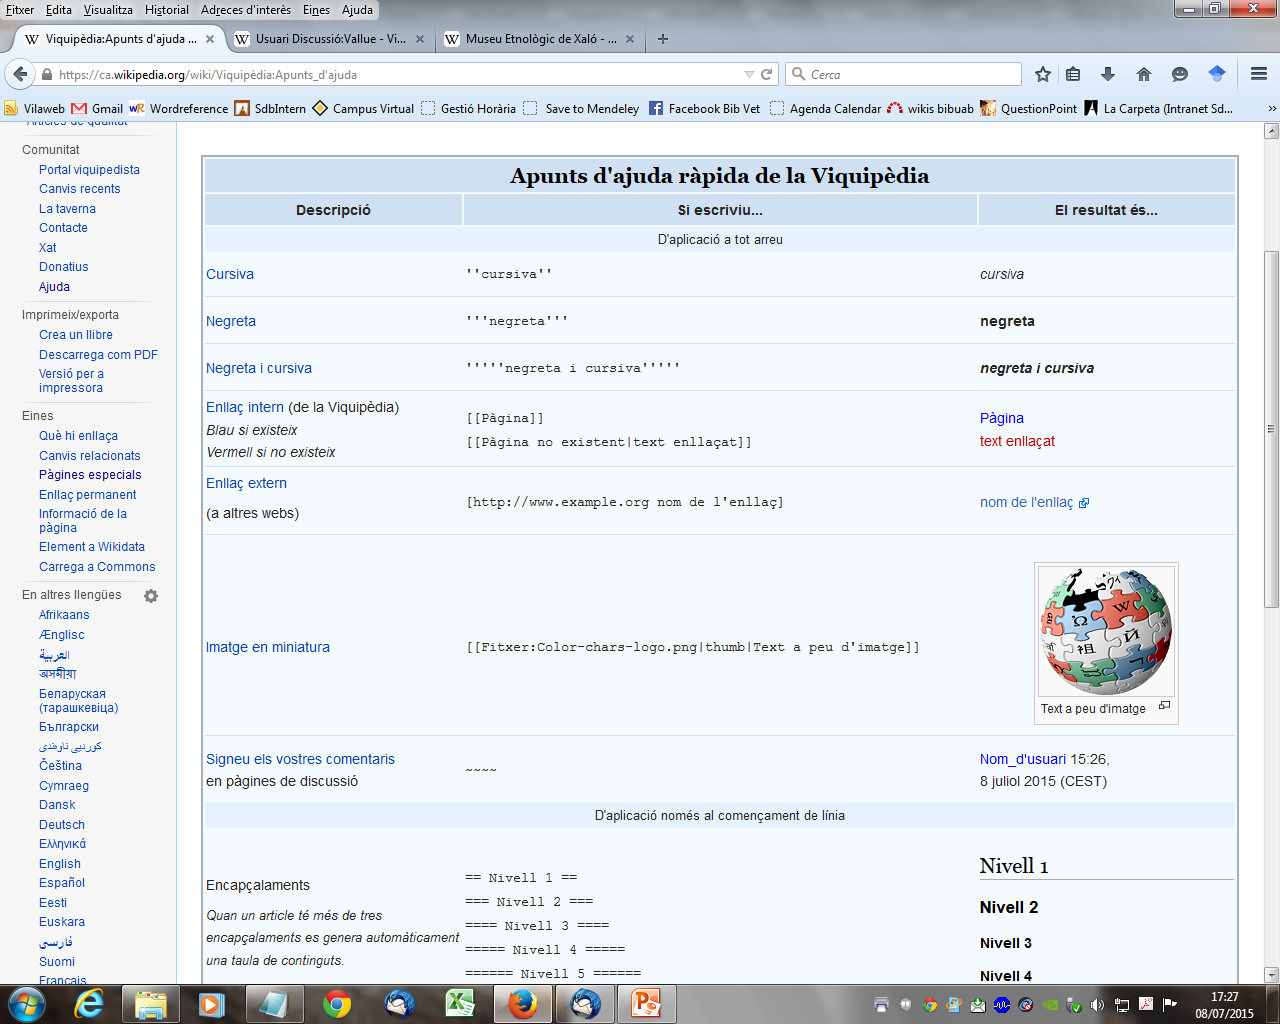 Fitxer Edita Visualitza Historial Adreces d'interès Eines Ajuda
Viquipèdia:Apunts d'ajuda ... Usuari Discussió:Vallue - Vi... Museu Etnològic de Xaló - ...
https://ca.wikipedia.org/wiki/Viquipèdia:Apunts_d'ajuda Cerca
Vilaweb Gmail Wordreference SdbIntern Campus Virtual Gestió Horària Save to Mendeley Facebook Bib Vet Agenda Calendar wikis bibuab QuestionPoint La Carpeta (Intranet Sd...
Articles de qualitat
Comunitat
Portal viquipedista
Canvis recents
La taverna
Contacte
Xat
Donatius
Ajuda
Imprimeix/exporta
Crea un llibre
Descarrega com PDF
Versió per a
impressora
Eines
Què hi enllaça
Canvis relacionats
Pàgines especials
Enllaç permanent
Informació de la
pàgina
Element a Wikidata
Carrega a Commons
En altres llengües
Afrikaans
Ænglisc
العربية
অসমীয়া
Беларуская
(тарашкевіца)
Български
کوردیی ناوەندی
Čeština
Cymraeg
Dansk
Deutsch
Ελληνικά
English
Español
Eesti
Euskara
فارسی
Suomi
Français
Apunts d'ajuda ràpida de la Viquipèdia
Descripció Si escriviu... El resultat és...
D'aplicació a tot arreu
Cursiva ''cursiva'' cursiva
Negreta '''negreta''' negreta
Negreta i cursiva '''''negreta i cursiva''''' negreta i cursiva
Enllaç intern (de la Viquipèdia)
Blau si existeix
Vermell si no existeix
[[Pàgina]] Pàgina
[[Pàgina no existent|text enllaçat]] text enllaçat
Enllaç extern
(a altres webs)
[http://www.example.org nom de l'enllaç] nom de l'enllaç
Imatge en miniatura [[Fitxer:Color-chars-logo.png|thumb|Text a peu d'imatge]]
Text a peu d'imatge
Signeu els vostres comentaris
en pàgines de discussió
~~~~
Nom_d'usuari 15:26,
8 juliol 2015 (CEST)
D'aplicació només al començament de línia
Encapçalaments
Quan un article té més de tres
encapçalaments es genera automàticament
una taula de continguts.
== Nivell 1 ==
=== Nivell 2 ===
==== Nivell 3 ====
===== Nivell 4 =====
====== Nivell 5 ======
Nivell 1
Nivell 2
Nivell 3
Nivell 4
17:27
08/07/2015